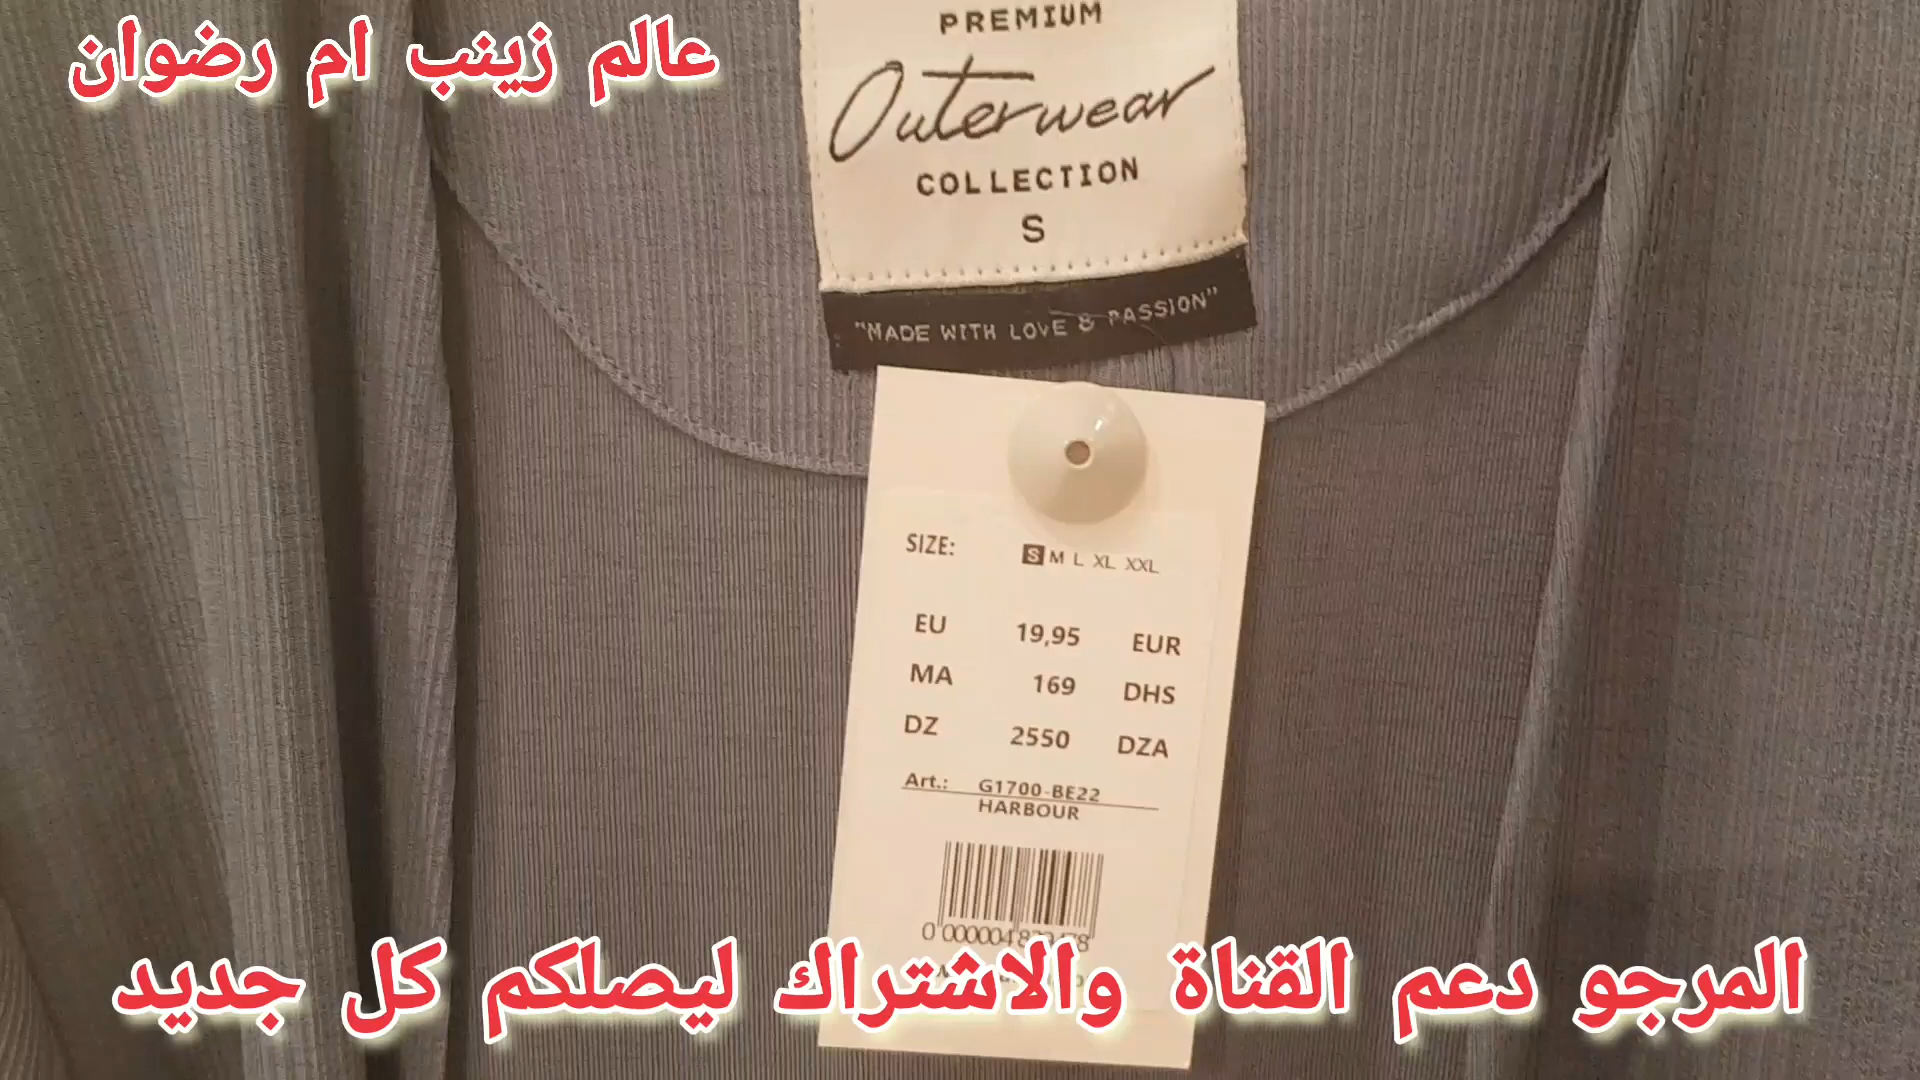 عالم زينب ام رضوان
PREMIUM
Outerwear
COLLECTION
S
"MADE WITH LOVE & PASSION"
SIZE: S M L XL XXL
EU 19,95 EUR
MA 169 DHS
DZ 2550 DZA
Art.: G1700-BE22
HARBOUR
المرجو دعم القناة والاشتراك ليصلكم كل جديد